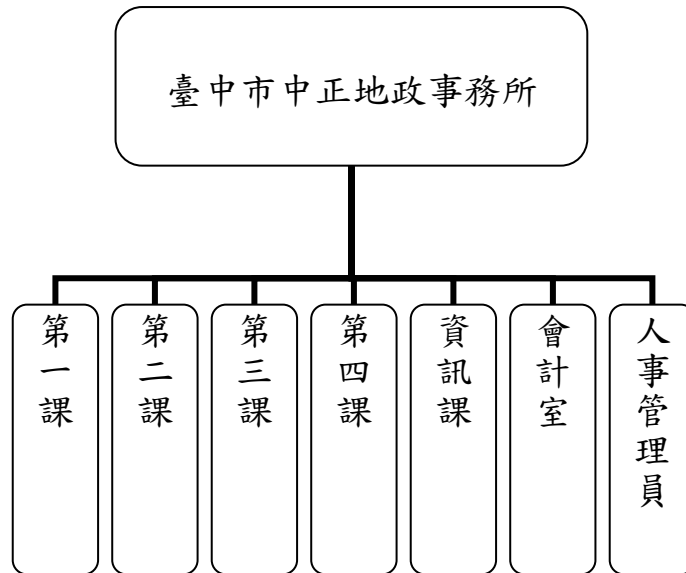 臺中市中正地政事務所
第一課
第二課
第三課
第四課
資訊課
會計室
人事管理員